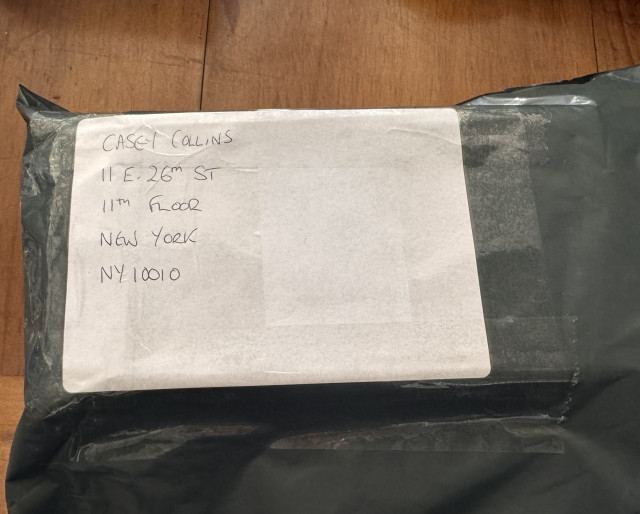 CASEY COLLINS
11 E. 26TH ST
11TH FLOOR
NEW YORK
NY 10010